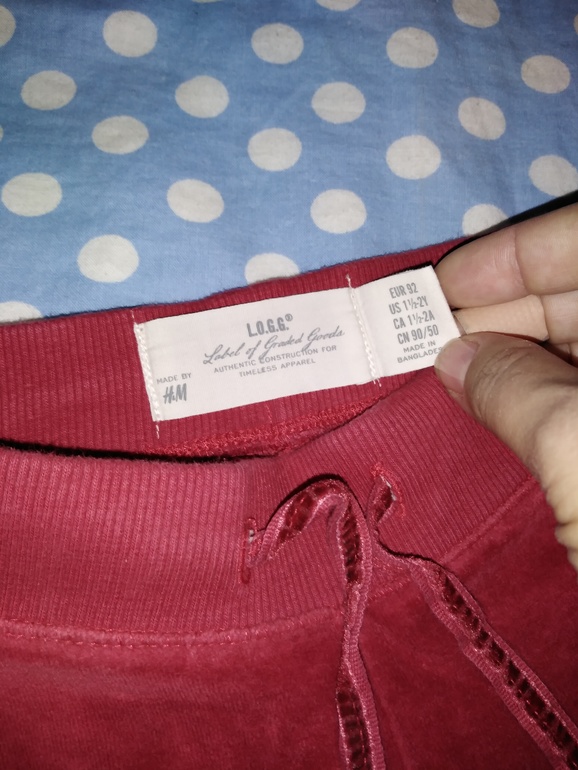 L.O.G.G.®
Label of Graded Goods
AUTHENTIC CONSTRUCTION FOR
TIMELESS APPAREL
MADE BY
H&M
EUR 92
US 1½-2Y
CA 1½-2A
CN 90/50
MADE IN
BANGLADESH